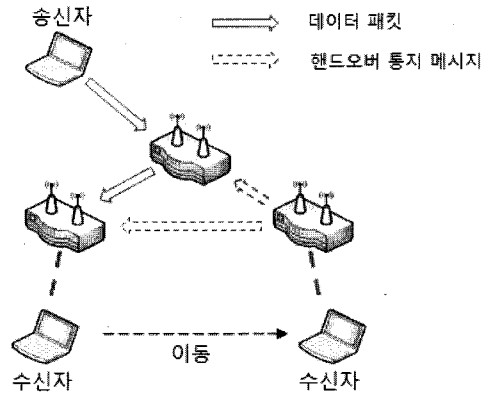 송신자
데이터 패킷
핸드오버 통지 메시지
이동
수신자
수신자